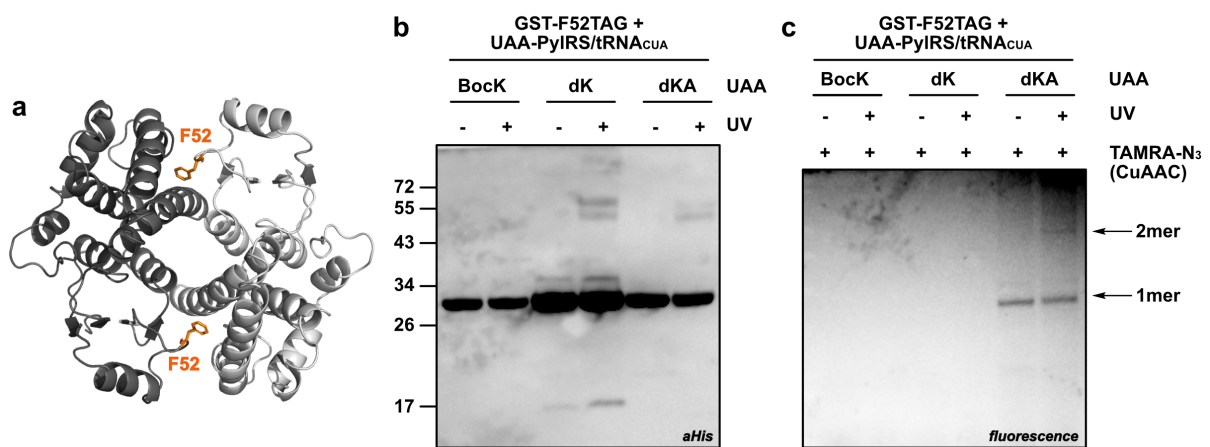 a
F52
F52
b
GST-F52TAG +
UAA-PylRS/tRNACUA
BocK dK dKA UAA
- + - + - + UV
72
55
43
34
26
17
aHis
c
GST-F52TAG +
UAA-PylRS/tRNACUA
BocK dK dKA UAA
- + - + - + UV
+ + + + + + TAMRA-N3
(CuAAC)
2mer
1mer
fluorescence